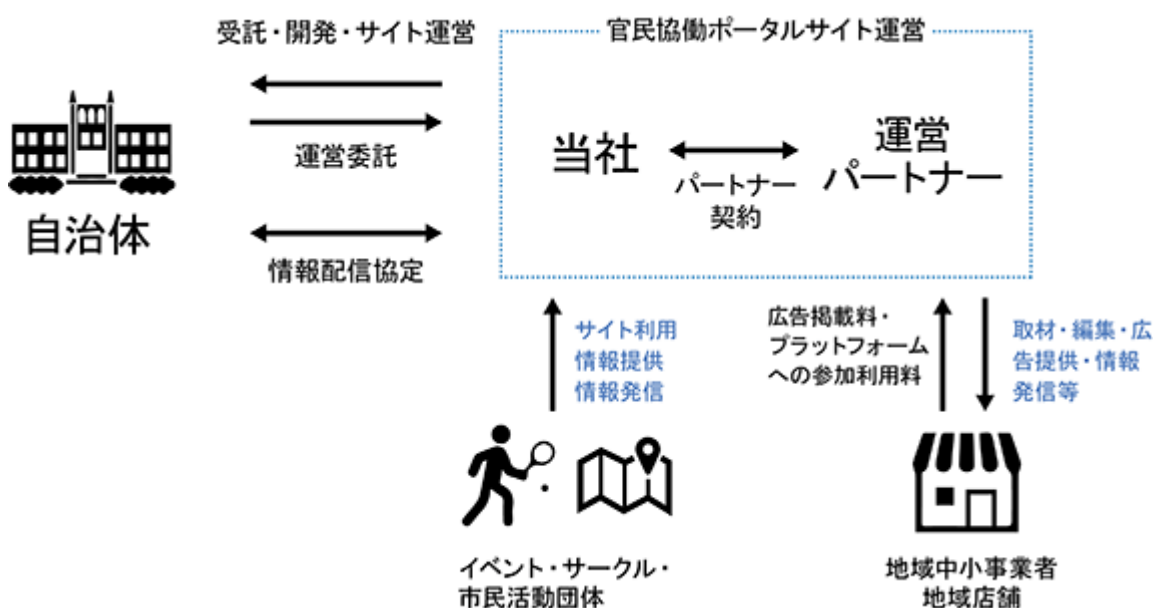 受託・開発・サイト運営
官民協働ポータルサイト運営
運営委託
自治体
情報配信協定
当社
パートナー
契約
運営
パートナー
サイト利用
情報提供
情報発信
広告掲載料・
プラットフォーム
への参加利用料
取材・編集・広
告提供・情報
発信等
イベント・サークル・
市民活動団体
地域中小事業者
地域店舗